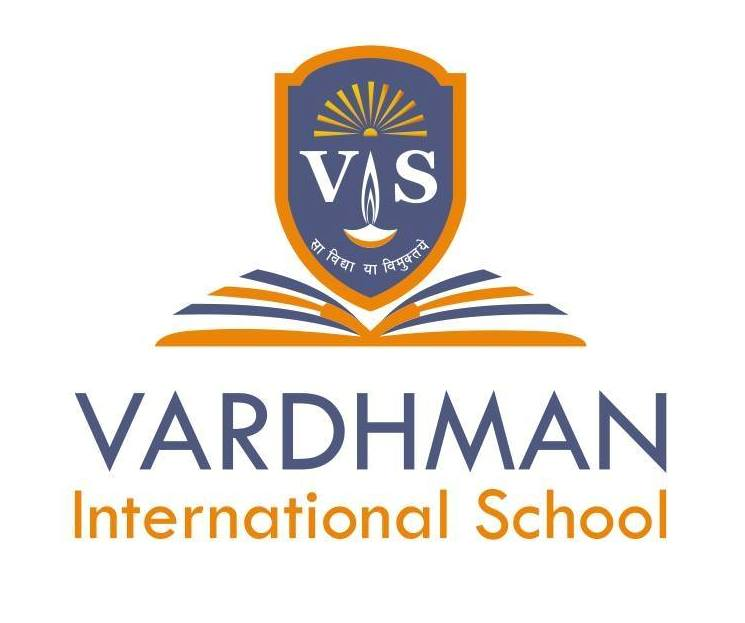 VIS
सा विद्या या विमुक्तये
VARDHMAN
International School